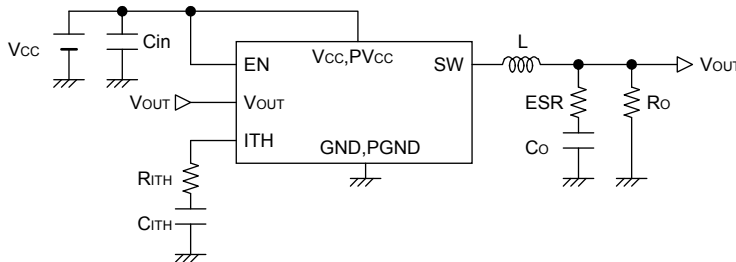 L
VCC
Cin
VCC,PVCC
EN
SW
VOUT
VOUT
VOUT
ESR
RO
ITH
GND,PGND
CO
RITH
CITH